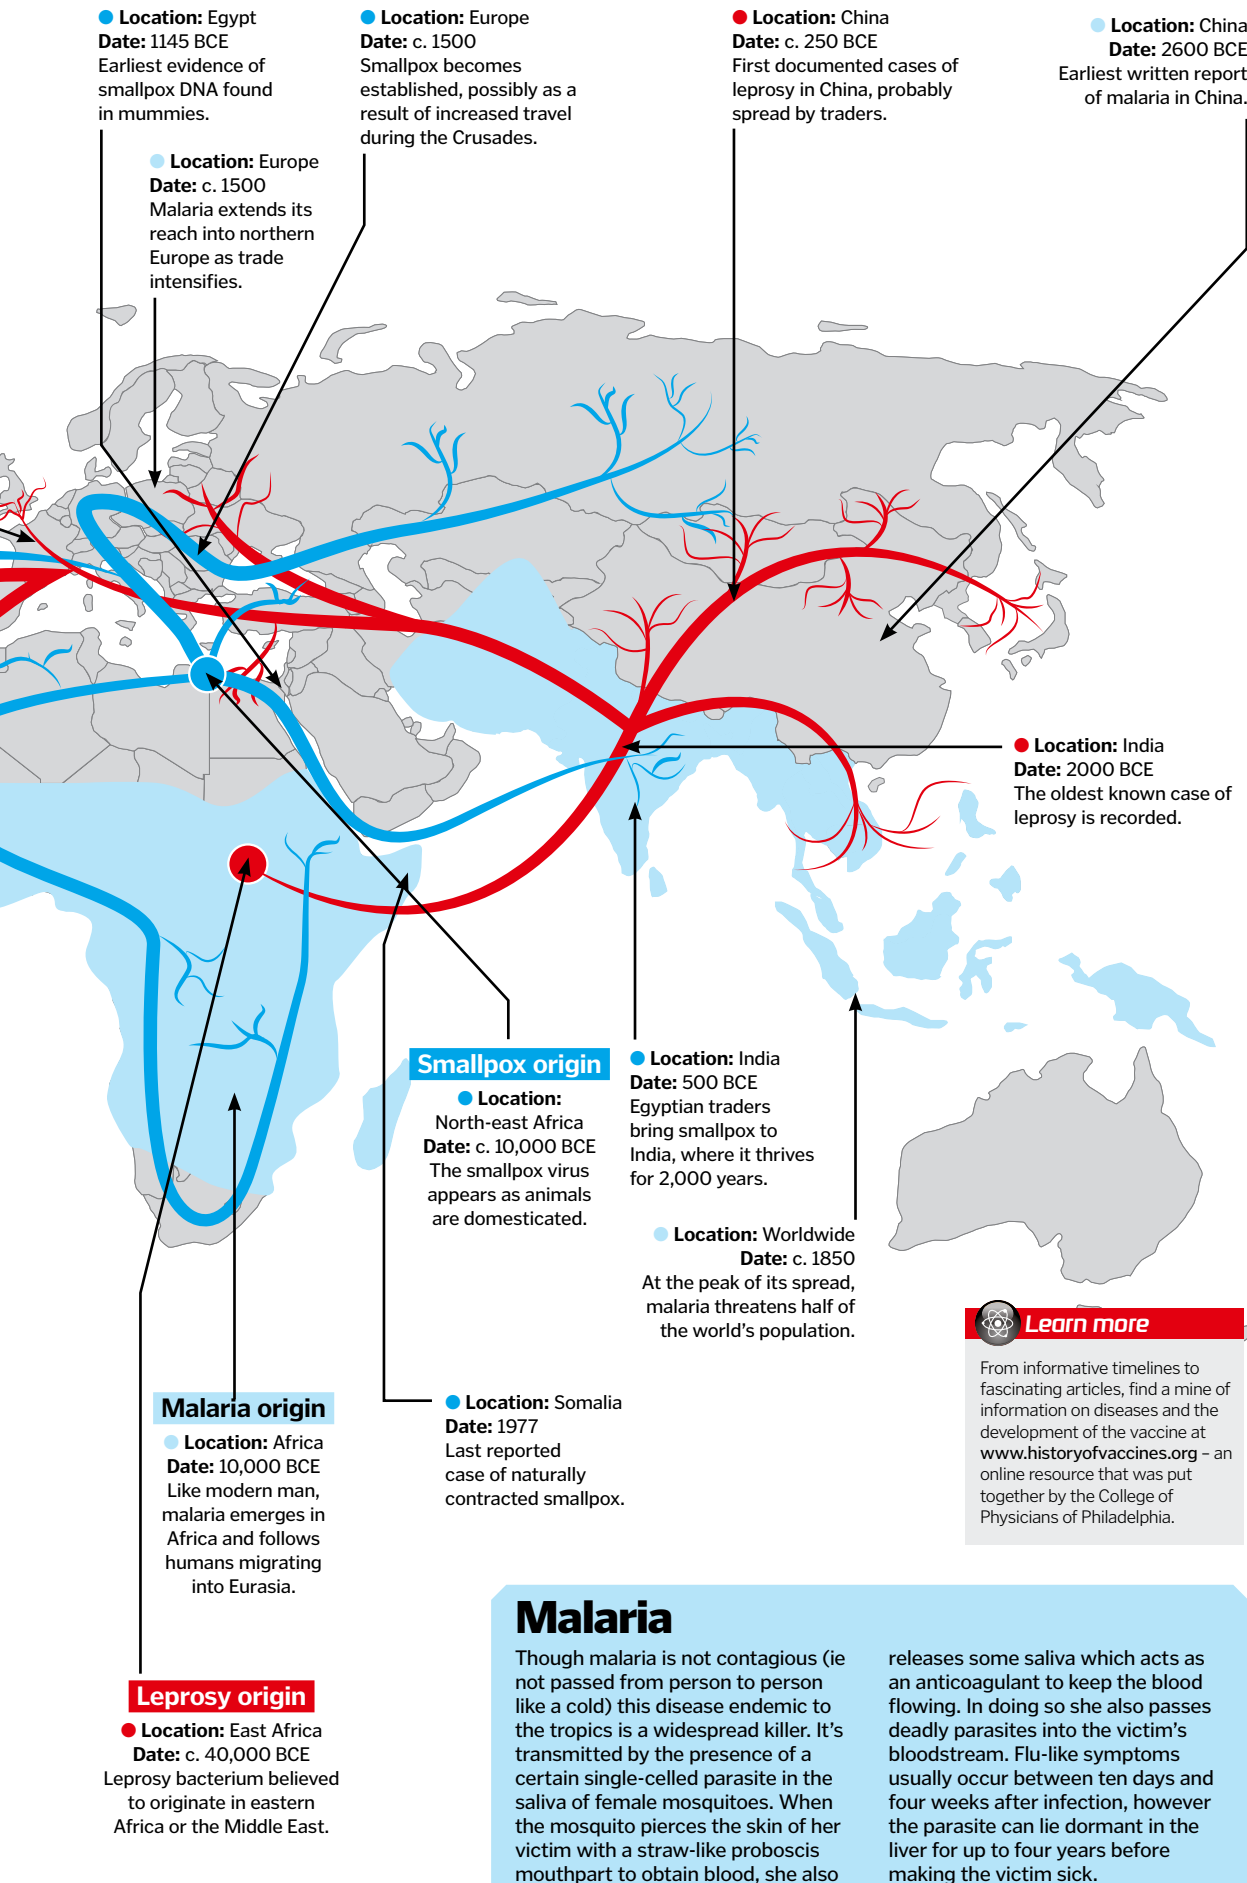 Location: Egypt
Date: 1145 BCE
Earliest evidence of
smallpox DNA found
in mummies.
Location: Europe
Date: c. 1500
Smallpox becomes
established, possibly as a
result of increased travel
during the Crusades.
Location: China
Date: c. 250 BCE
First documented cases of
leprosy in China, probably
spread by traders.
Location: China
Date: 2600 BCE
Earliest written report
of malaria in China.
Location: Europe
Date: c. 1500
Malaria extends its
reach into northern
Europe as trade
intensifies.
Location: India
Date: 2000 BCE
The oldest known case of
leprosy is recorded.
Smallpox origin
Location:
North-east Africa
Date: c. 10,000 BCE
The smallpox virus
appears as animals
are domesticated.
Location: India
Date: 500 BCE
Egyptian traders
bring smallpox to
India, where it thrives
for 2,000 years.
Location: Worldwide
Date: c. 1850
At the peak of its spread,
malaria threatens half of
the world's population.
Learn more
From informative timelines to
fascinating articles, find a mine of
information on diseases and the
development of the vaccine at
www.historyofvaccines.org – an
online resource that was put
together by the College of
Physicians of Philadelphia.
Malaria origin
Location: Africa
Date: 10,000 BCE
Like modern man,
malaria emerges in
Africa and follows
humans migrating
into Eurasia.
Location: Somalia
Date: 1977
Last reported
case of naturally
contracted smallpox.
Leprosy origin
Location: East Africa
Date: c. 40,000 BCE
Leprosy bacterium believed
to originate in eastern
Africa or the Middle East.
Malaria
Though malaria is not contagious (ie
not passed from person to person
like a cold) this disease endemic to
the tropics is a widespread killer. It's
transmitted by the presence of a
certain single-celled parasite in the
saliva of female mosquitoes. When
the mosquito pierces the skin of her
victim with a straw-like proboscis
mouthpart to obtain blood, she also
releases some saliva which acts as
an anticoagulant to keep the blood
flowing. In doing so she also passes
deadly parasites into the victim's
bloodstream. Flu-like symptoms
usually occur between ten days and
four weeks after infection, however
the parasite can lie dormant in the
liver for up to four years before
making the victim sick.